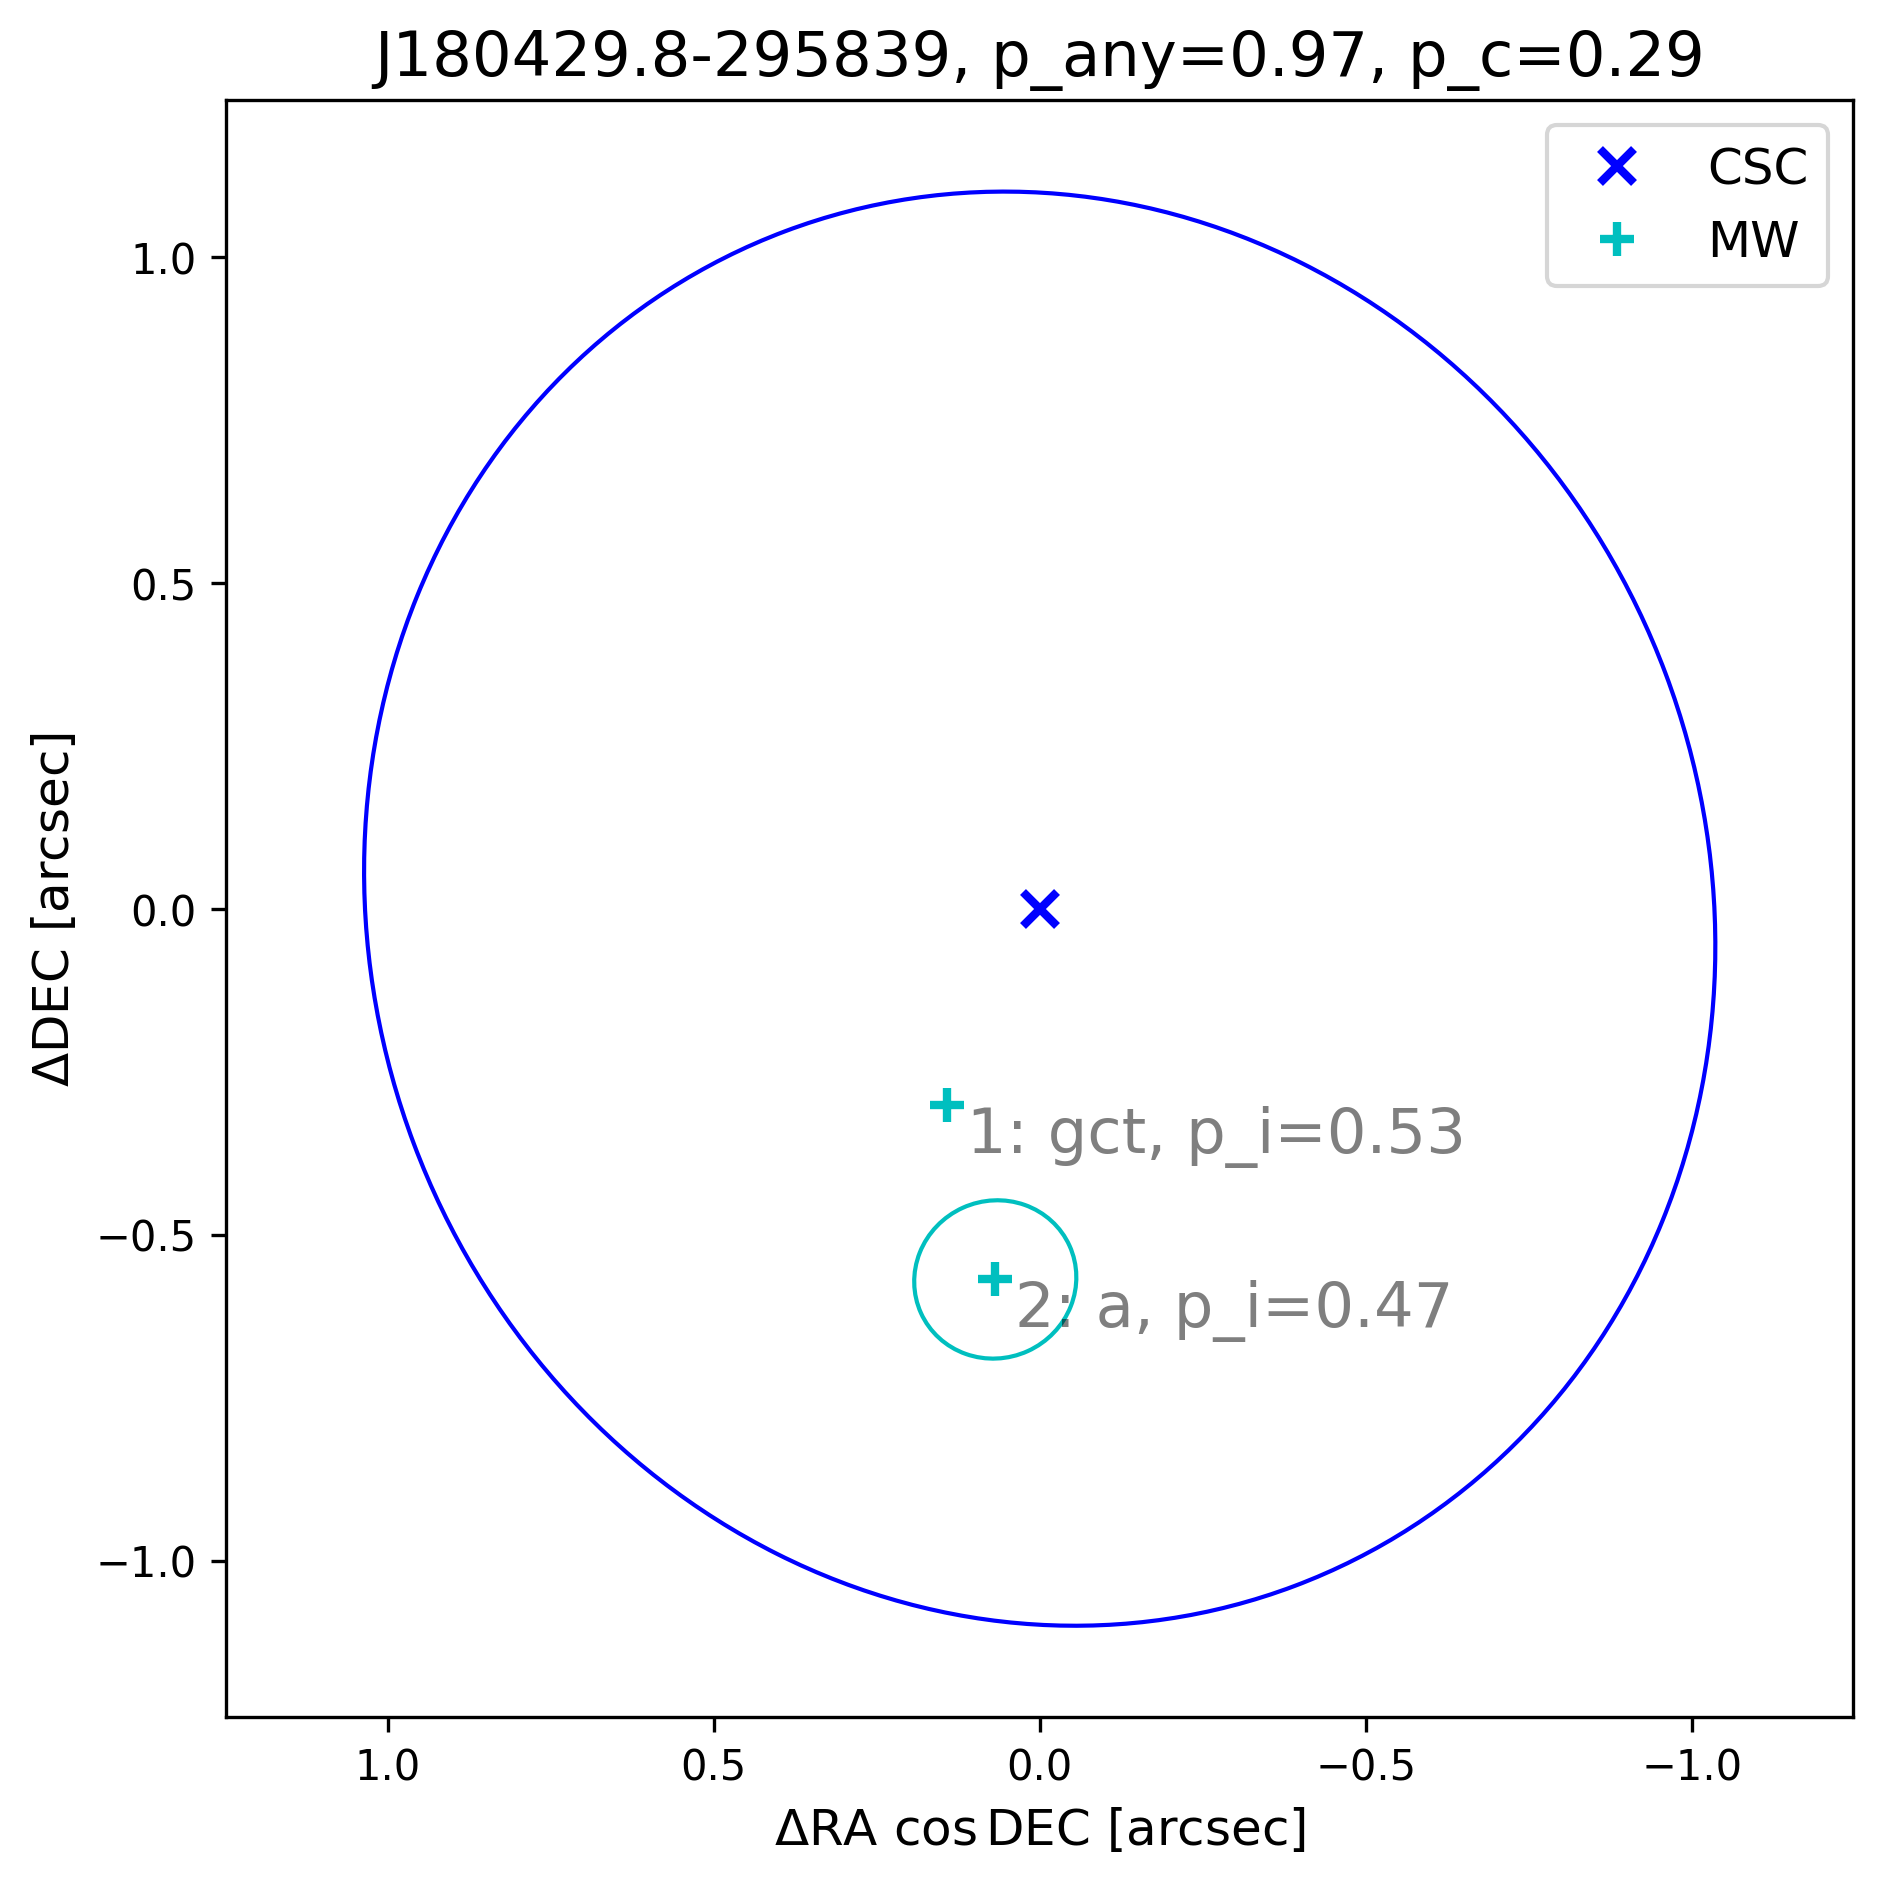 J180429.8-295839, p_any=0.97, p_c=0.29
CSC
MW
1.0
0.5
0.0
−0.5
−1.0
ΔDEC [arcsec]
1: gct, p_i=0.53
2: a, p_i=0.47
1.0 0.5 0.0 −0.5 −1.0
ΔRA cos DEC [arcsec]